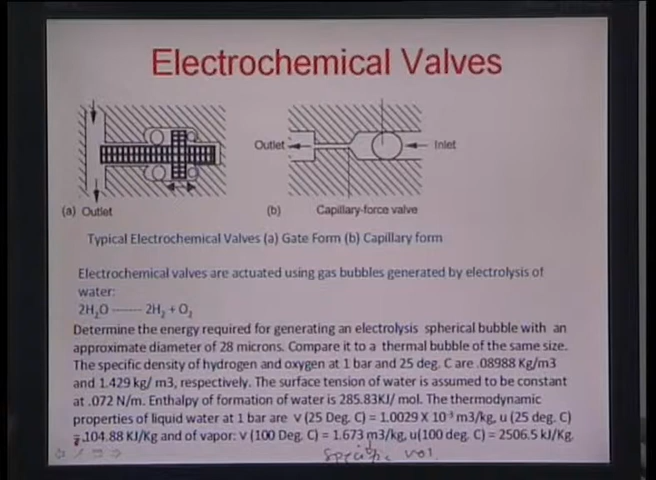 Electrochemical Valves
Outlet
Inlet
(a) Outlet
(b)
Capillary-force valve
Typical Electrochemical Valves (a) Gate Form (b) Capillary form
Electrochemical valves are actuated using gas bubbles generated by electrolysis of
water:
2H₂O ------- 2H₂ + O₂
Determine the energy required for generating an electrolysis spherical bubble with an
approximate diameter of 28 microns. Compare it to a thermal bubble of the same size.
The specific density of hydrogen and oxygen at 1 bar and 25 deg. C are .08988 Kg/m3
and 1.429 kg/ m3, respectively. The surface tension of water is assumed to be constant
at .072 N/m. Enthalpy of formation of water is 285.83KJ/ mol. The thermodynamic
properties of liquid water at 1 bar are v (25 Deg. C) = 1.0029 X 10⁻³ m3/kg, u (25 deg. C)
= 104.88 KJ/Kg and of vapor: v (100 Deg. C) = 1.673 m3/kg, u(100 deg. C) = 2506.5 kJ/Kg.
Specific vol.